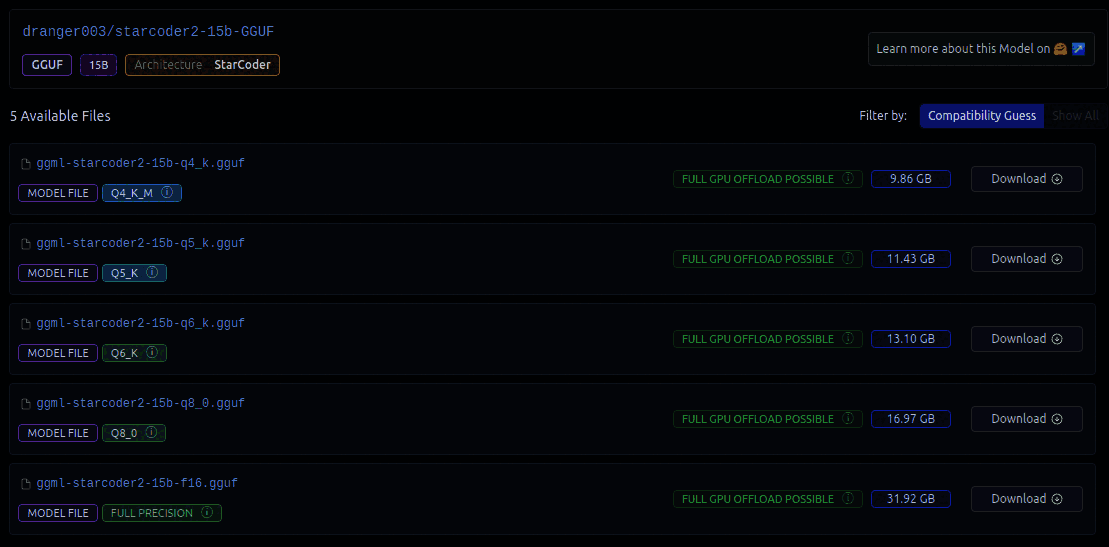 dranger003/starcoder2-15b-GGUF
GGUF 15B Architecture StarCoder
Learn more about this Model on
5 Available Files
Filter by: Compatibility Guess Show All
ggml-starcoder2-15b-q4_k.gguf
MODEL FILE Q4_K_M FULL GPU OFFLOAD POSSIBLE 9.86 GB Download
ggml-starcoder2-15b-q5_k.gguf
MODEL FILE Q5_K FULL GPU OFFLOAD POSSIBLE 11.43 GB Download
ggml-starcoder2-15b-q6_k.gguf
MODEL FILE Q6_K FULL GPU OFFLOAD POSSIBLE 13.10 GB Download
ggml-starcoder2-15b-q8_0.gguf
MODEL FILE Q8_0 FULL GPU OFFLOAD POSSIBLE 16.97 GB Download
ggml-starcoder2-15b-f16.gguf
MODEL FILE FULL PRECISION FULL GPU OFFLOAD POSSIBLE 31.92 GB Download